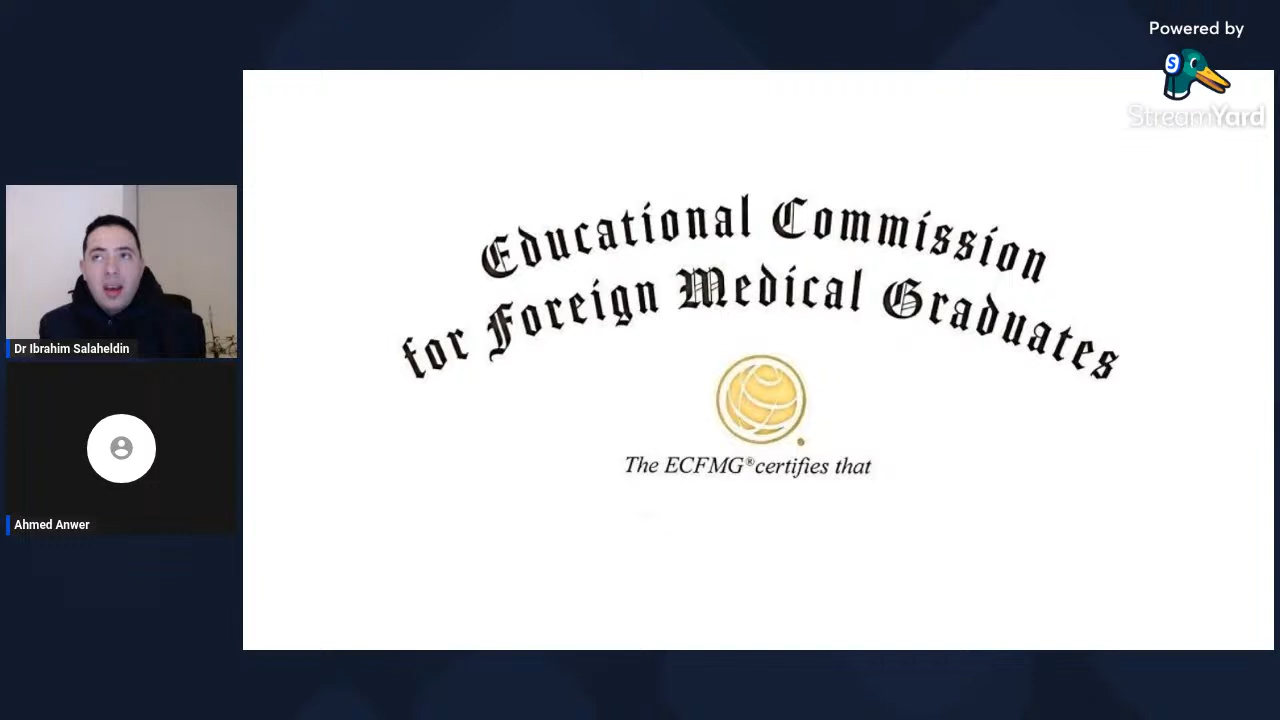 Powered by
StreamYard
Educational Commission
for Foreign Medical Graduates
The ECFMG® certifies that
Dr Ibrahim Salaheldin
Ahmed Anwer